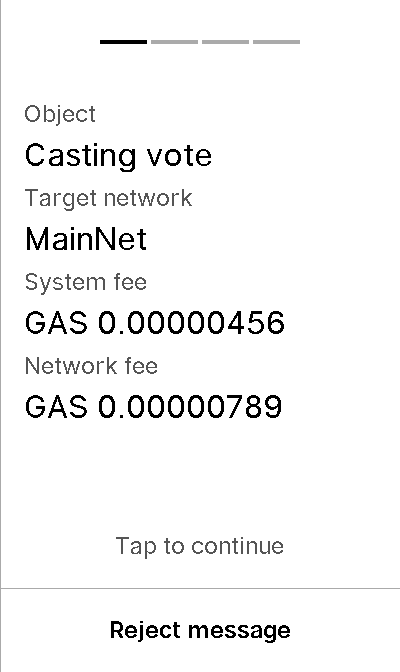 Object
Casting vote
Target network
MainNet
System fee
GAS 0.00000456
Network fee
GAS 0.00000789
Tap to continue
Reject message